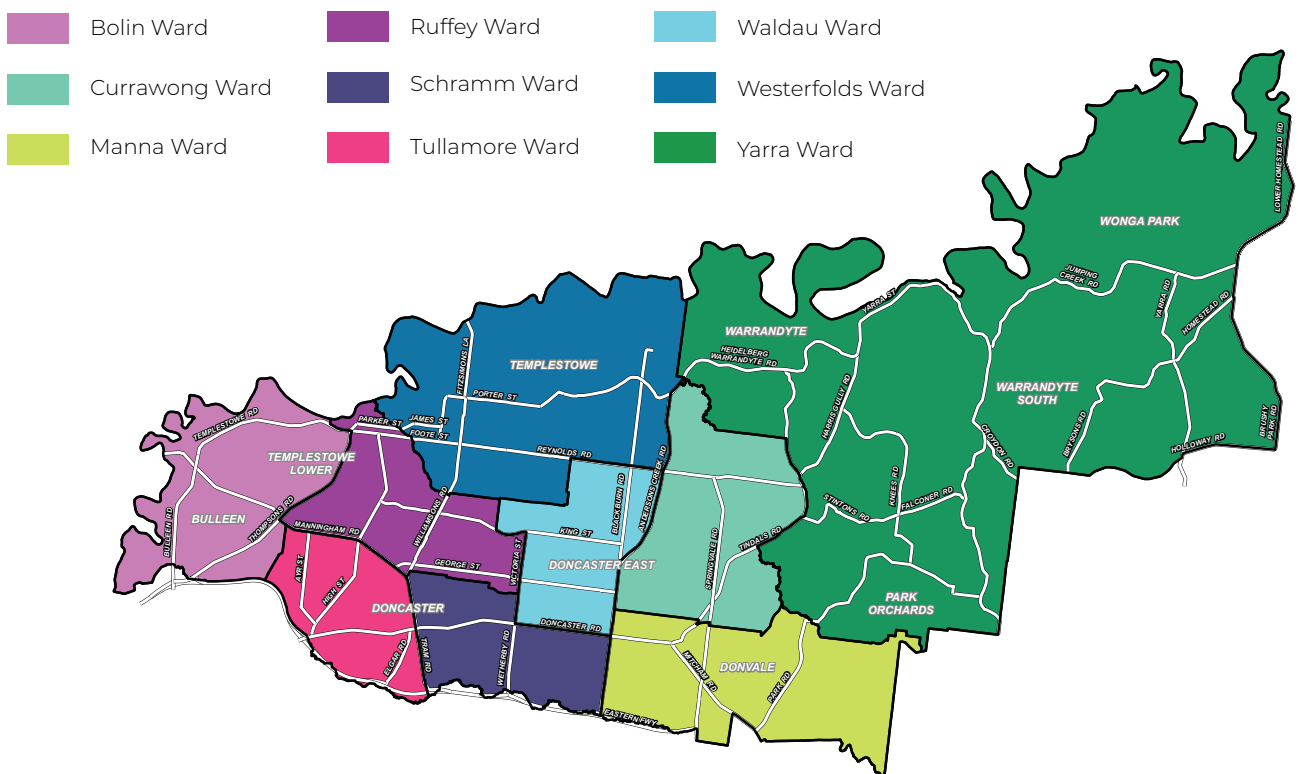 Bolin Ward
Ruffey Ward
Waldau Ward
Currawong Ward
Schramm Ward
Westerfolds Ward
Manna Ward
Tullamore Ward
Yarra Ward
LOWER HOMESTEAD RD
WONGA PARK
JUMPING
CREEK RD
YARRA RD
HOMESTEAD RD
YARRA ST
WARRANDYTE
HEIDELBERG
WARRANDYTE RD
FITZSIMONS LA
TEMPLESTOWE
PORTER ST
WARRANDYTE
SOUTH
HARRIS GULLY RD
CROYDON RD
BRYSONS RD
BRUSHY
PARK RD
HOLLOWAY RD
TEMPLESTOWE RD
PARKER ST
JAMES ST
FOOTE ST
REYNOLDS RD
TEMPLESTOWE
LOWER
BULLEEN
BULLEEN RD
THOMPSONS RD
MANNINGHAM RD
WILLIAMSONS RD
BLACKBURN RD
ANDERSONS CREEK RD
KNEES RD
STINTONS RD
FALCONER RD
KING ST
TINDALS RD
SPRINGVALE RD
GEORGE ST
VICTORIA ST
DONCASTER EAST
AYR ST
HIGH ST
DONCASTER
PARK
ORCHARDS
DONCASTER RD
ELGAR RD
TRAM RD
WETHERBY RD
MITCHAM RD
DONVALE
PARK RD
EASTERN FWY